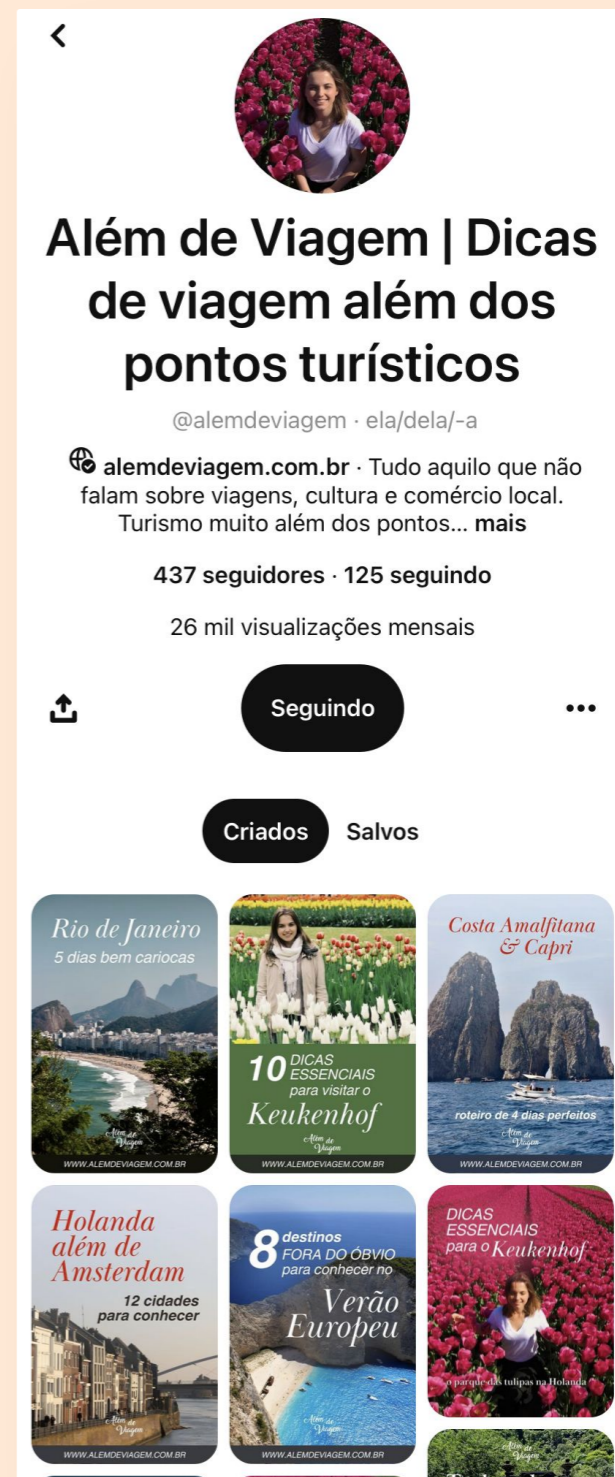 Além de Viagem | Dicas
de viagem além dos
pontos turísticos
@alemdeviagem · ela/dela/-a
alemdeviagem.com.br · Tudo aquilo que não
falam sobre viagens, cultura e comércio local.
Turismo muito além dos pontos... mais
437 seguidores · 125 seguindo
26 mil visualizações mensais
Seguindo
Criados
Salvos
Rio de Janeiro
5 dias bem cariocas
Além de
Viagem
WWW.ALEMDEVIAGEM.COM.BR
10 DICAS
ESSENCIAIS
para visitar o
Keukenhof
Além de
Viagem
WWW.ALEMDEVIAGEM.COM.BR
Costa Amalfitana
& Capri
roteiro de 4 dias perfeitos
Além de
Viagem
WWW.ALEMDEVIAGEM.COM.BR
Holanda
além de
Amsterdam
12 cidades
para conhecer
Além de
Viagem
WWW.ALEMDEVIAGEM.COM.BR
8 destinos
FORA DO ÓBVIO
para conhecer no
Verão
Europeu
Além de
Viagem
WWW.ALEMDEVIAGEM.COM.BR
DICAS
ESSENCIAIS
para o Keukenhof
o parque das tulipas na Holanda
Além de
Viagem